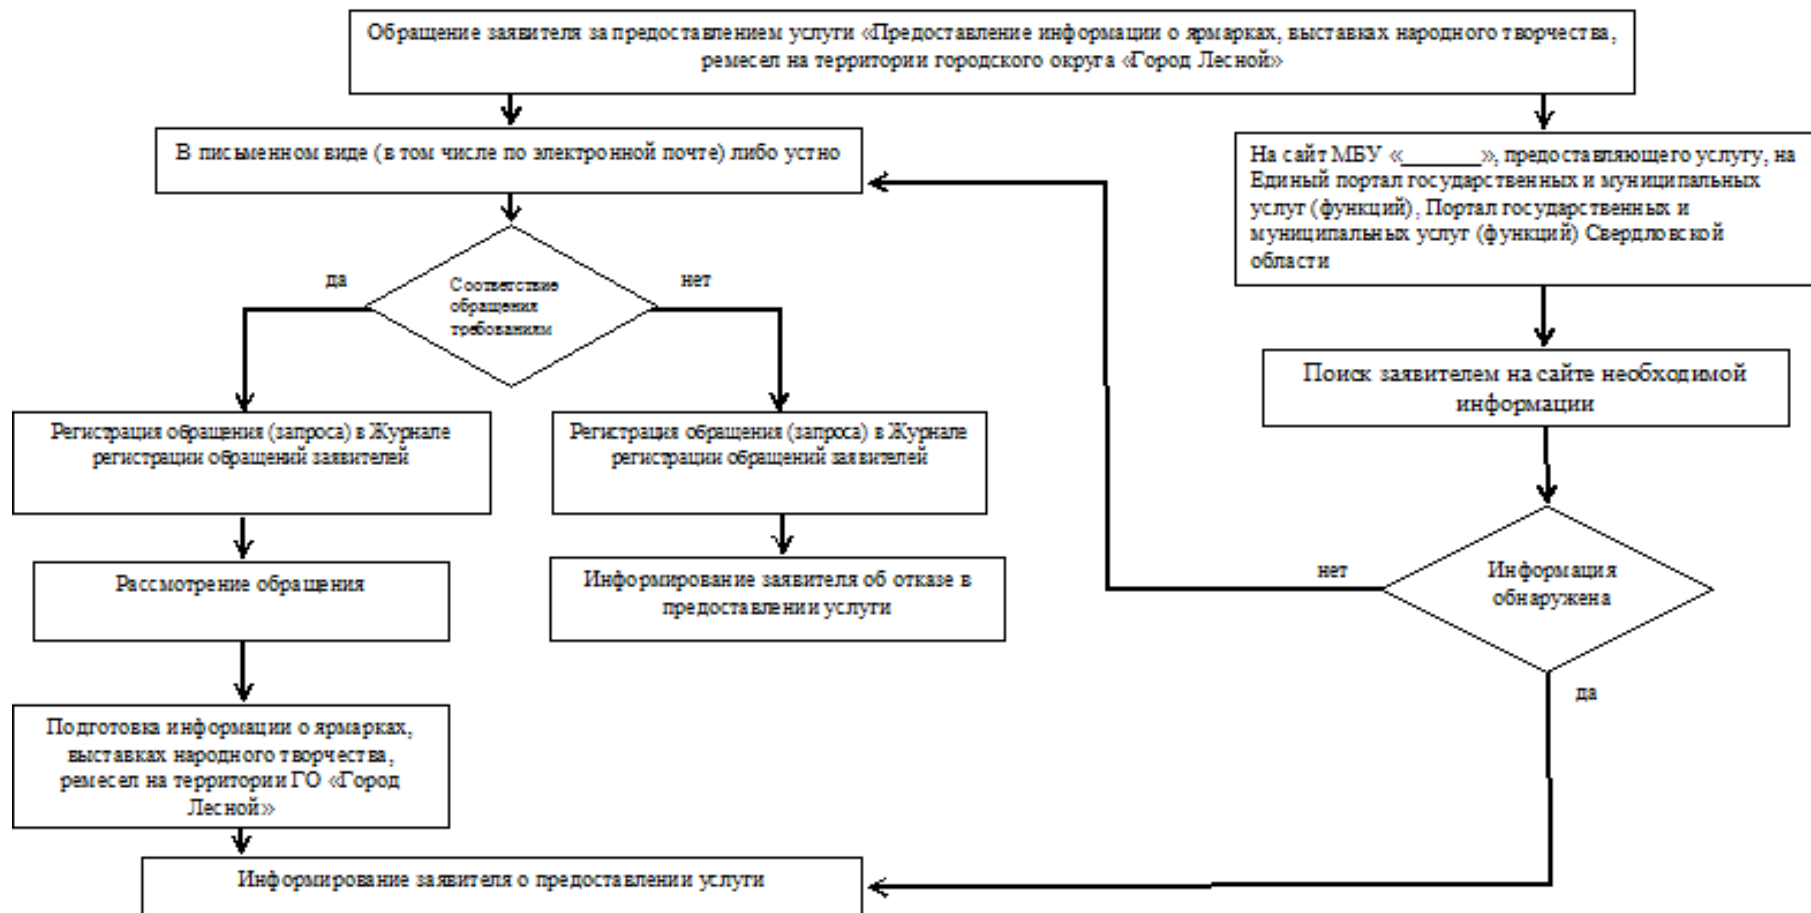 Обращение заявителя за предоставлением услуги «Предоставление информации о ярмарках, выставках народного творчества,
ремесел на территории городского округа «Город Лесной»
В письменном виде (в том числе по электронной почте) либо устно
На сайт МБУ «_______», предоставляющего услугу, на
Единый портал государственных и муниципальных
услуг (функций), Портал государственных и
муниципальных услуг (функций) Свердловской
области
да
Соответствие
обращения
требованиям
нет
Поиск заявителем на сайте необходимой
информации
Регистрация обращения (запроса) в Журнале
регистрации обращений заявителей
Регистрация обращения (запроса) в Журнале
регистрации обращений заявителей
Рассмотрение обращения
Информирование заявителя об отказе в
предоставлении услуги
нет
Информация
обнаружена
да
Подготовка информации о ярмарках,
выставках народного творчества,
ремесел на территории ГО «Город
Лесной»
Информирование заявителя о предоставлении услуги